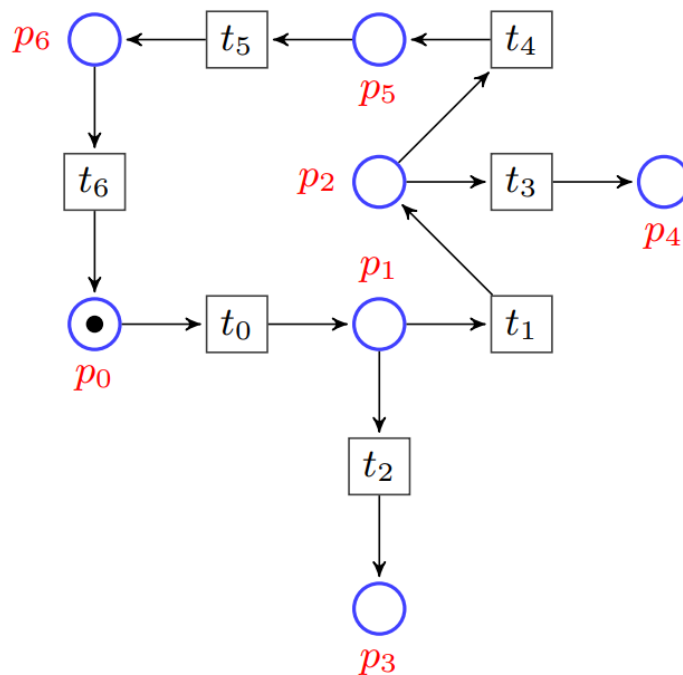 p₆ t₅ t₄
p₅
t₆ p₂ t₃
p₄
p₁
t₀ t₁
p₀
t₂
p₃